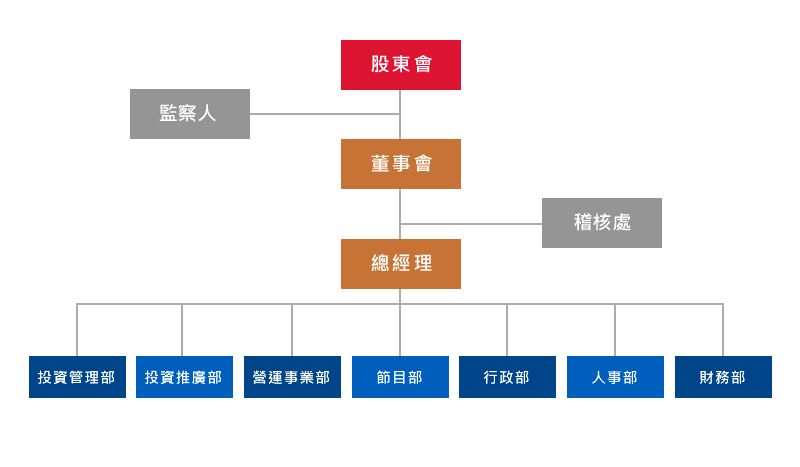 股東會
監察人
董事會
稽核處
總經理
投資管理部
投資推廣部
營運事業部
節目部
行政部
人事部
財務部